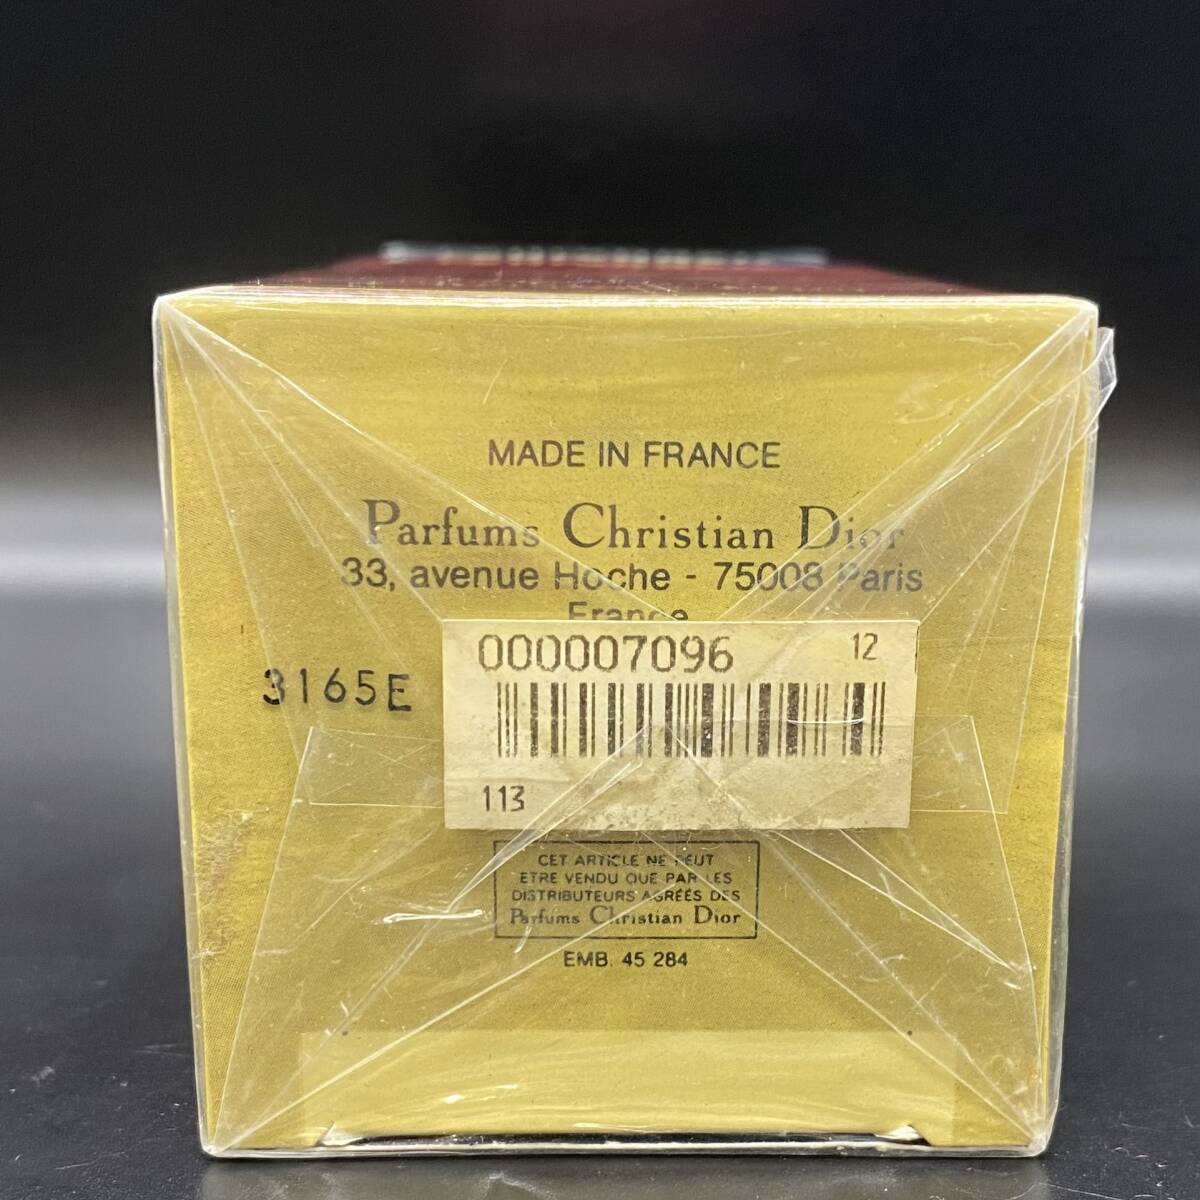 MADE IN FRANCE
Parfums Christian Dior
33, avenue Hoche - 75008 Paris
France
000007096 12
3165E
113
CET ARTICLE NE PEUT
ETRE VENDU QUE PAR LES
DISTRIBUTEURS AGRÉÉS DES
Parfums Christian Dior
EMB. 45 284